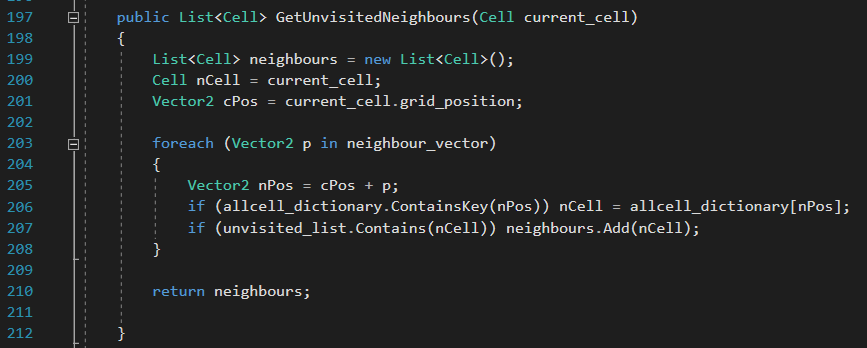 197 public List<Cell> GetUnvisitedNeighbours(Cell current_cell)
198 {
199 List<Cell> neighbours = new List<Cell>();
200 Cell nCell = current_cell;
201 Vector2 cPos = current_cell.grid_position;
202
203 foreach (Vector2 p in neighbour_vector)
204 {
205 Vector2 nPos = cPos + p;
206 if (allcell_dictionary.ContainsKey(nPos)) nCell = allcell_dictionary[nPos];
207 if (unvisited_list.Contains(nCell)) neighbours.Add(nCell);
208 }
209
210 return neighbours;
211
212 }